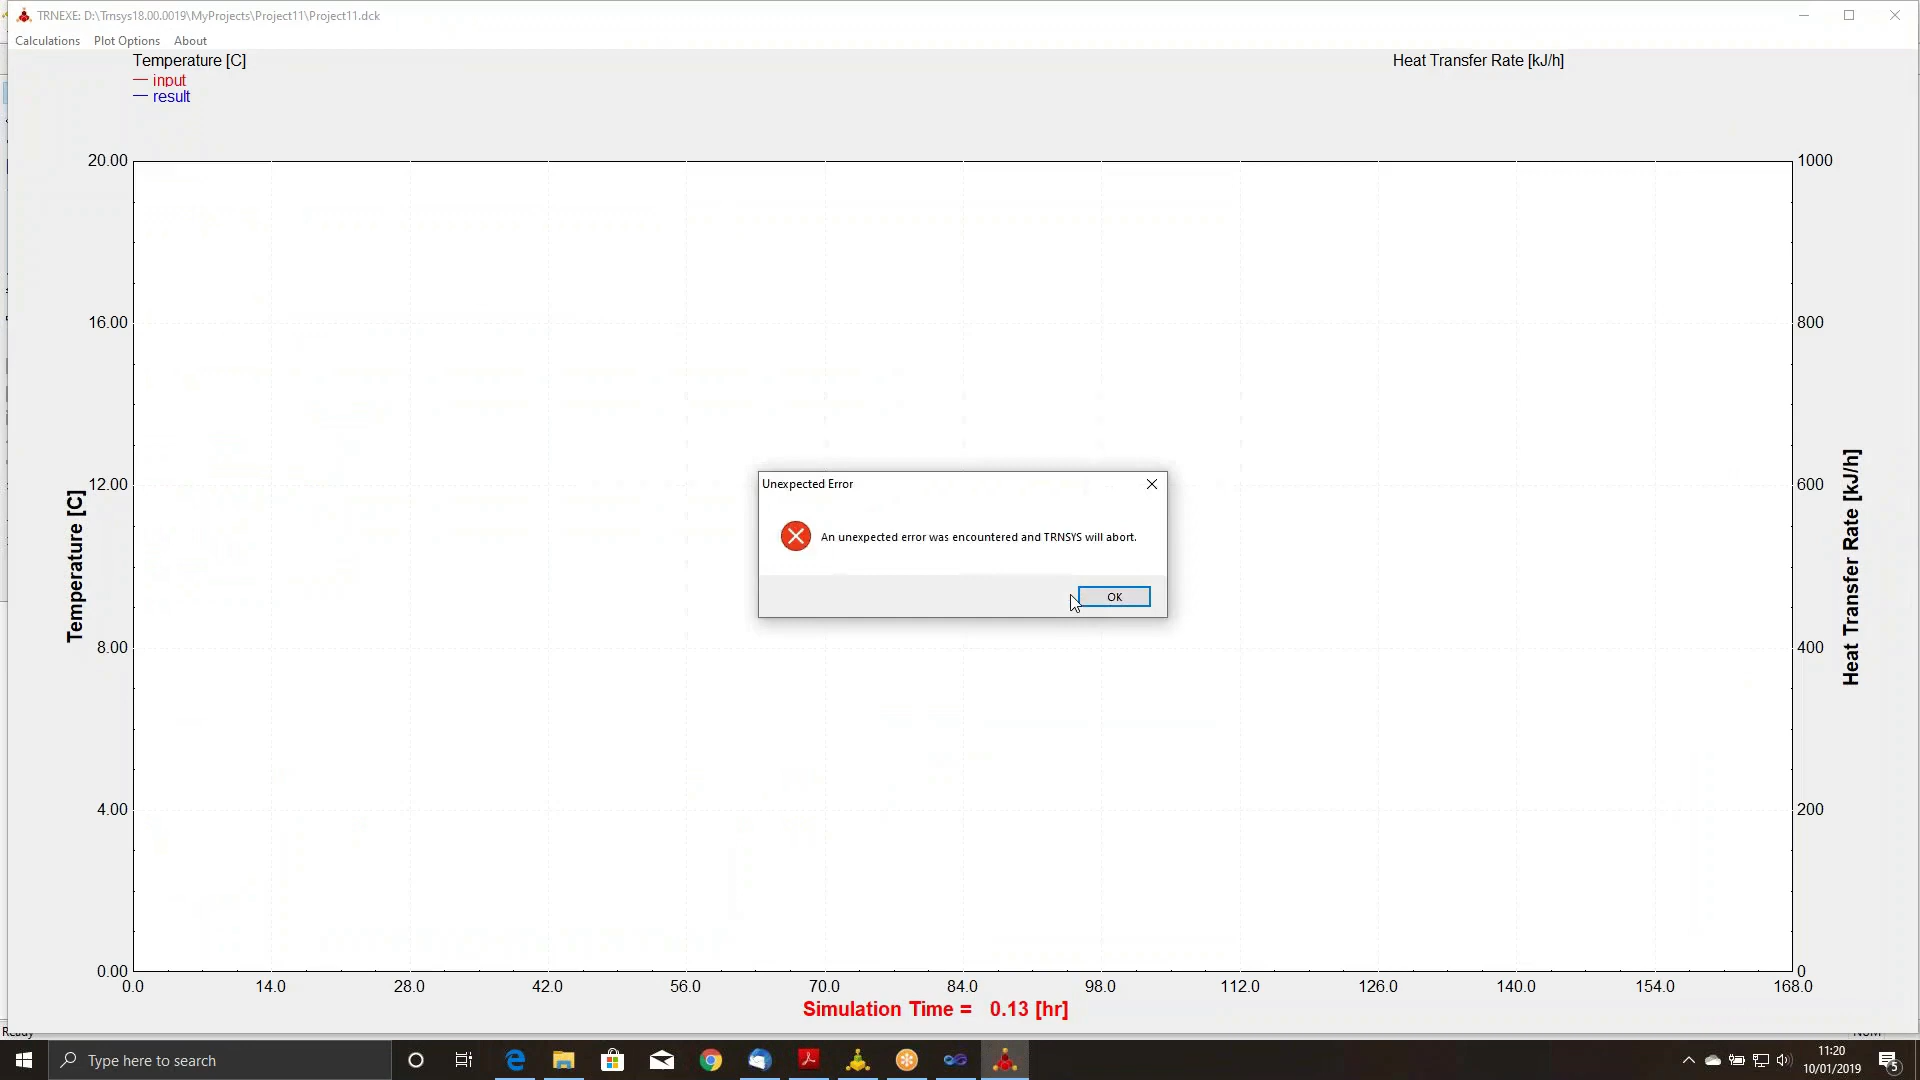 TRNEXE: D:\Trnsys18.00.0019\MyProjects\Project11\Project11.dck
Calculations Plot Options About
Temperature [C]
input
result
Heat Transfer Rate [kJ/h]
20.00
16.00
12.00
8.00
4.00
0.00
Temperature [C]
1000
800
600
400
200
0
Heat Transfer Rate [kJ/h]
Unexpected Error
An unexpected error was encountered and TRNSYS will abort.
OK
0.0 14.0 28.0 42.0 56.0 70.0 84.0 98.0 112.0 126.0 140.0 154.0 168.0
Simulation Time = 0.13 [hr]
Type here to search
11:20
10/01/2019
5